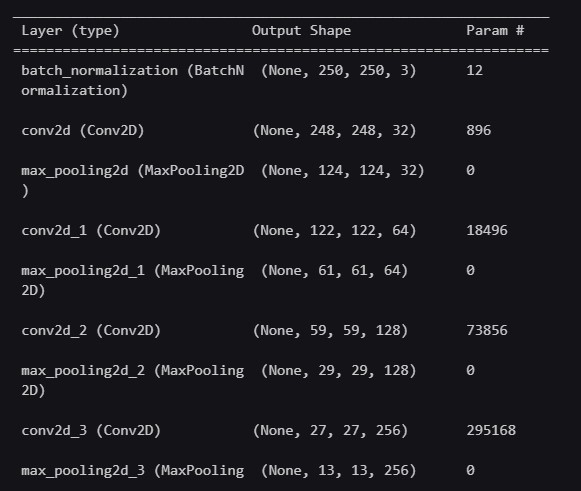 Layer (type) Output Shape Param #
=================================================================
batch_normalization (BatchN (None, 250, 250, 3) 12
ormalization)
conv2d (Conv2D) (None, 248, 248, 32) 896
max_pooling2d (MaxPooling2D (None, 124, 124, 32) 0
)
conv2d_1 (Conv2D) (None, 122, 122, 64) 18496
max_pooling2d_1 (MaxPooling (None, 61, 61, 64) 0
2D)
conv2d_2 (Conv2D) (None, 59, 59, 128) 73856
max_pooling2d_2 (MaxPooling (None, 29, 29, 128) 0
2D)
conv2d_3 (Conv2D) (None, 27, 27, 256) 295168
max_pooling2d_3 (MaxPooling (None, 13, 13, 256) 0